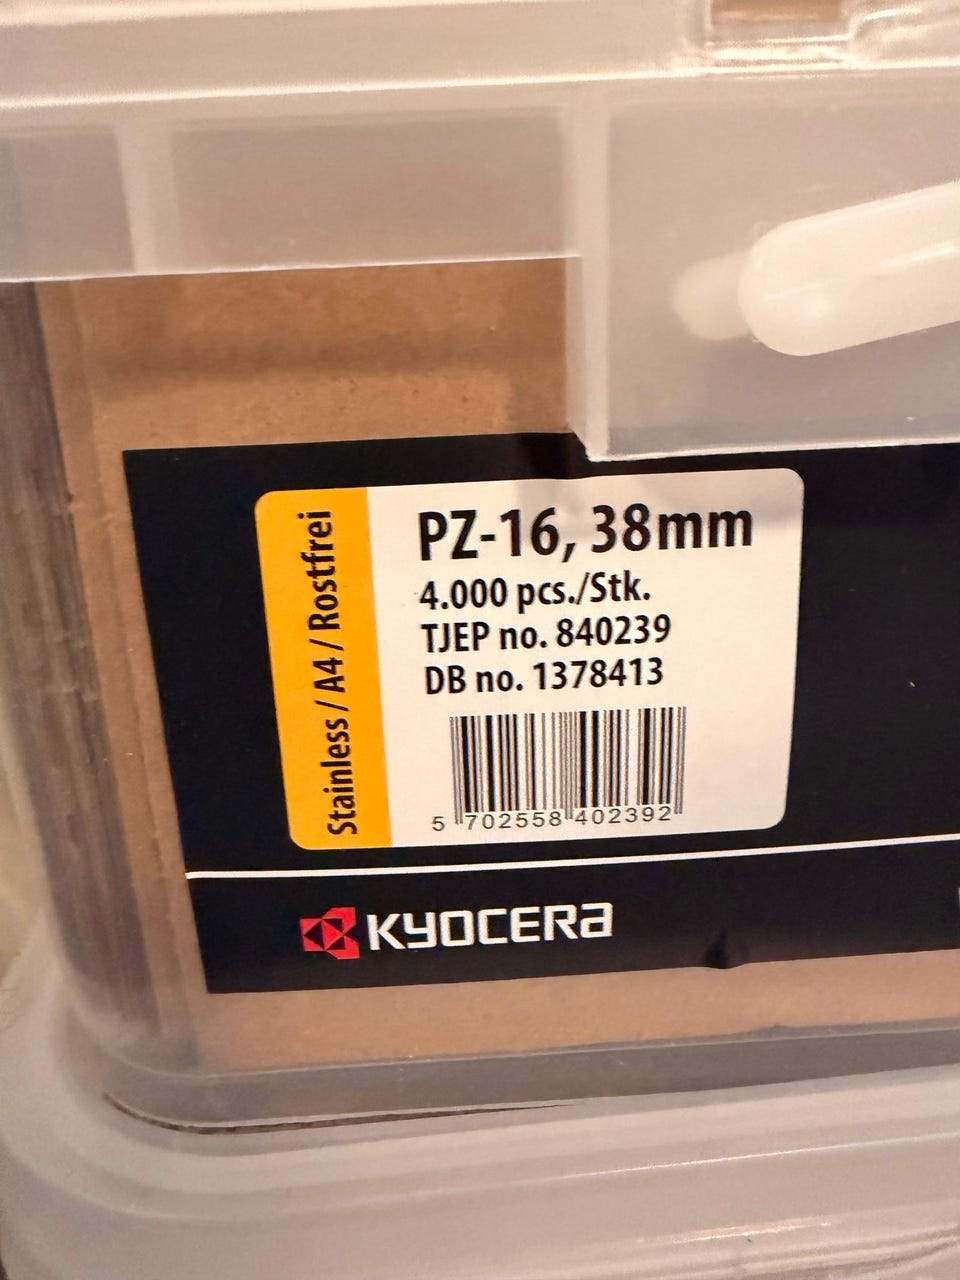 Stainless / A4 / Rostfrei
PZ-16, 38mm
4.000 pcs./Stk.
TJEP no. 840239
DB no. 1378413
5 702558 402392
KYOCERA